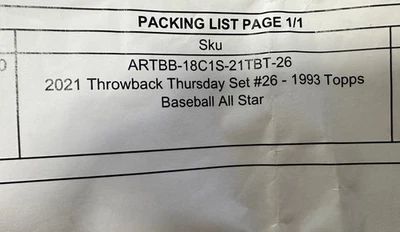 PACKING LIST PAGE 1/1
Sku
ARTBB-18C1S-21TBT-26
2021 Throwback Thursday Set #26 - 1993 Topps
Baseball All Star